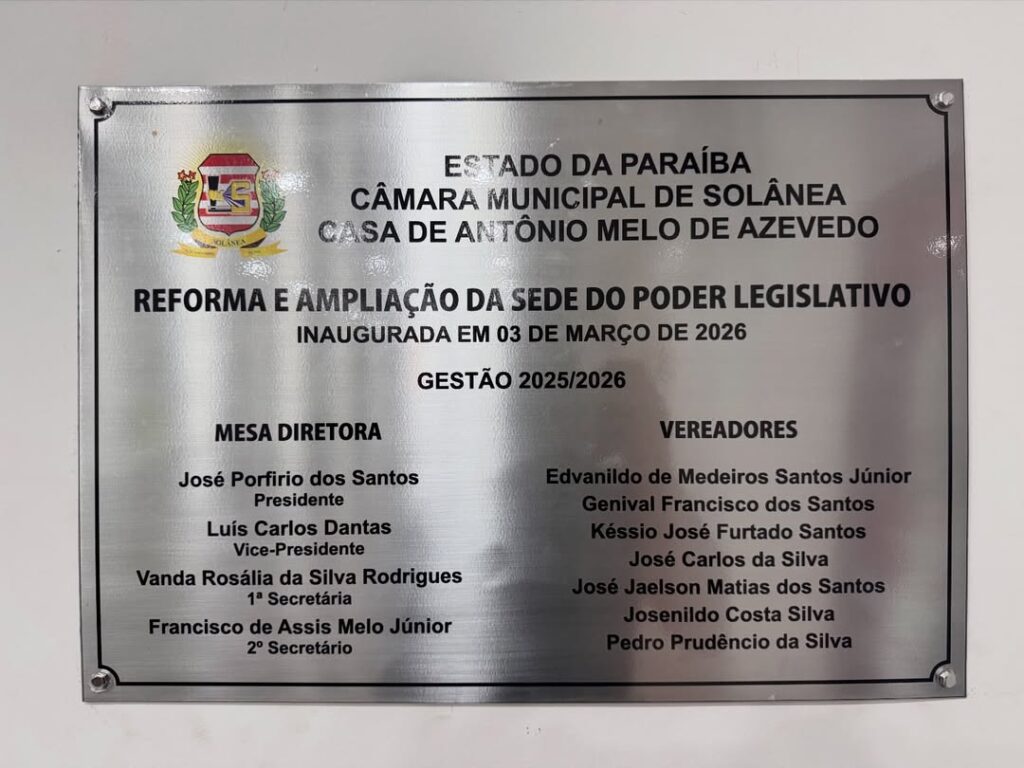 ESTADO DA PARAÍBA
CÂMARA MUNICIPAL DE SOLÂNEA
CASA DE ANTÔNIO MELO DE AZEVEDO
SOLÂNEA
REFORMA E AMPLIAÇÃO DA SEDE DO PODER LEGISLATIVO
INAUGURADA EM 03 DE MARÇO DE 2026
GESTÃO 2025/2026
MESA DIRETORA
José Porfirio dos Santos
Presidente
Luís Carlos Dantas
Vice-Presidente
Vanda Rosália da Silva Rodrigues
1ª Secretária
Francisco de Assis Melo Júnior
2º Secretário
VEREADORES
Edvanildo de Medeiros Santos Júnior
Genival Francisco dos Santos
Késsio José Furtado Santos
José Carlos da Silva
José Jaelson Matias dos Santos
Josenildo Costa Silva
Pedro Prudêncio da Silva